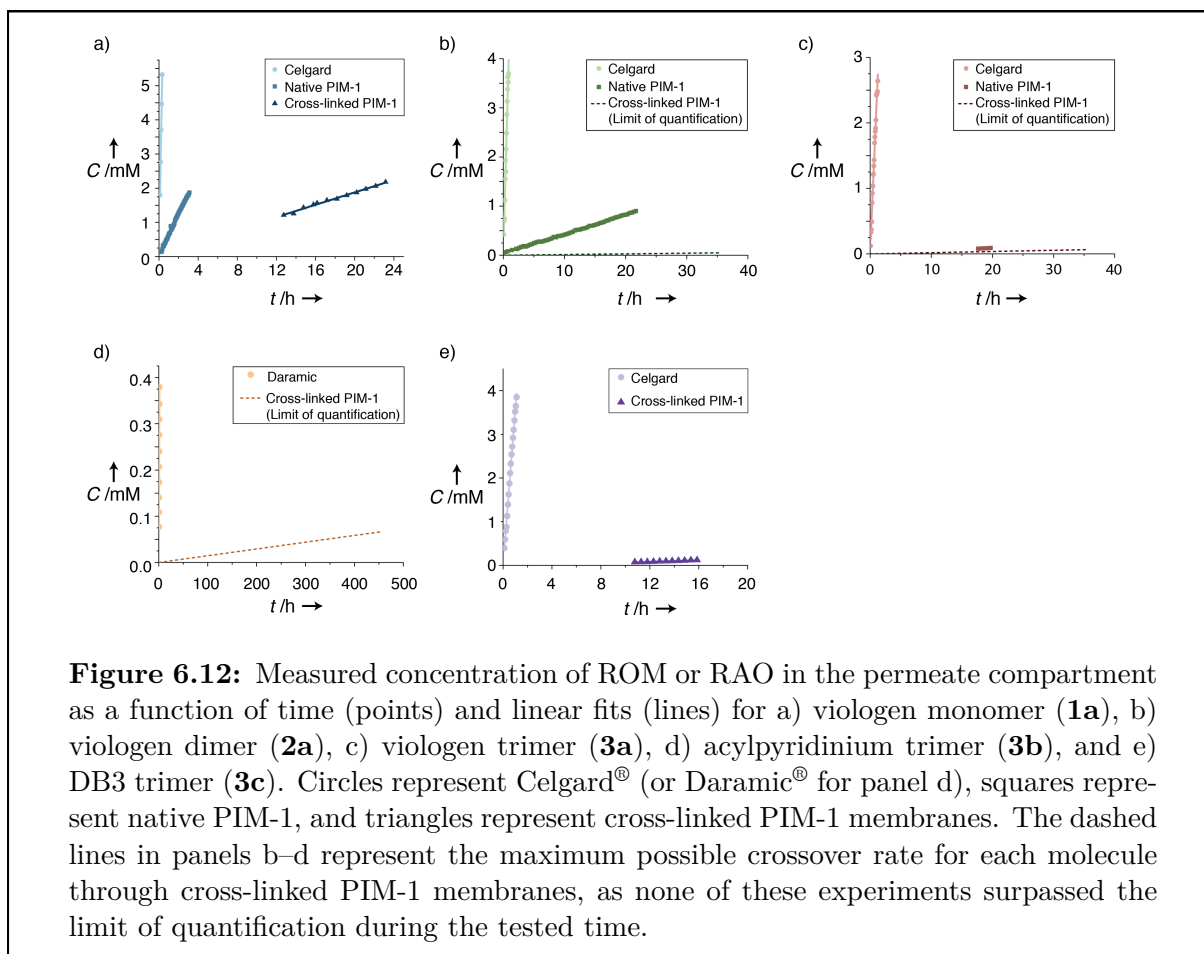 a)
Celgard
Native PIM-1
Cross-linked PIM-1
5
4
3
2
1
0
C /mM
0 4 8 12 16 20 24
t /h
b)
Celgard
Native PIM-1
Cross-linked PIM-1
(Limit of quantification)
4
3
2
1
0
C /mM
0 20 40
t /h
c)
Celgard
Native PIM-1
Cross-linked PIM-1
(Limit of quantification)
3
2
1
0
C /mM
0 10 20 30 40
t /h
d)
Daramic
Cross-linked PIM-1
(Limit of quantification)
0.4
0.3
0.2
0.1
0.0
C /mM
0 100 200 300 400 500
t /h
e)
Celgard
Cross-linked PIM-1
4
3
2
1
0
C /mM
0 4 8 12 16 20
t /h
Figure 6.12: Measured concentration of ROM or RAO in the permeate compartment
as a function of time (points) and linear fits (lines) for a) viologen monomer (1a), b)
viologen dimer (2a), c) viologen trimer (3a), d) acylpyridinium trimer (3b), and e)
DB3 trimer (3c). Circles represent Celgard® (or Daramic® for panel d), squares repre-
sent native PIM-1, and triangles represent cross-linked PIM-1 membranes. The dashed
lines in panels b–d represent the maximum possible crossover rate for each molecule
through cross-linked PIM-1 membranes, as none of these experiments surpassed the
limit of quantification during the tested time.